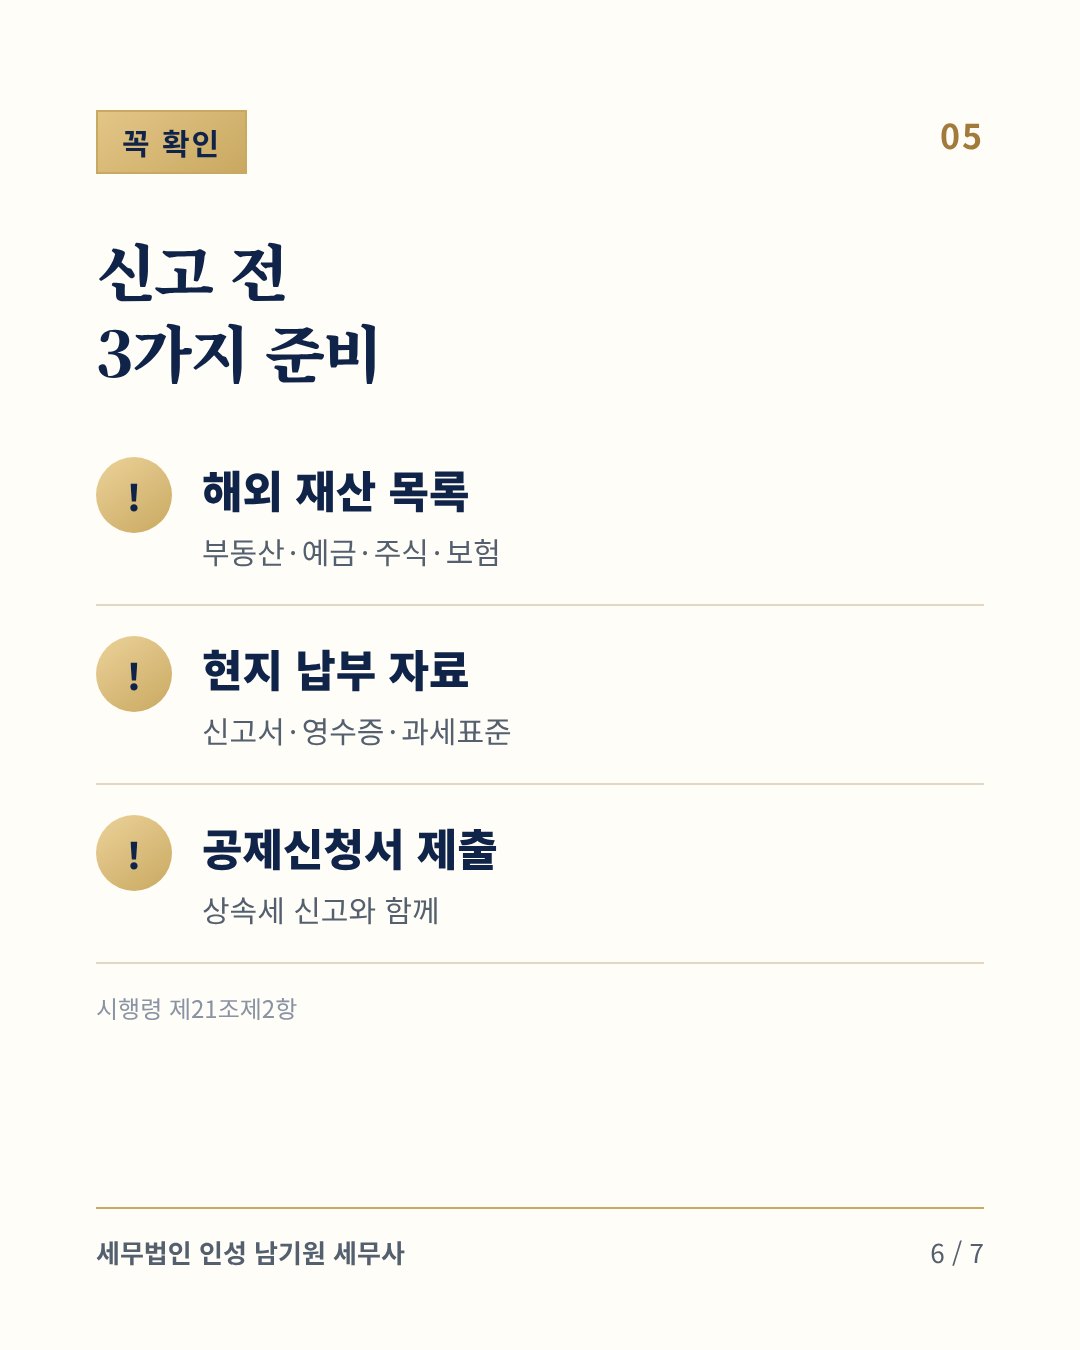 꼭 확인
05
신고 전
3가지 준비
!
해외 재산 목록
부동산·예금·주식·보험
!
현지 납부 자료
신고서·영수증·과세표준
!
공제신청서 제출
상속세 신고와 함께
시행령 제21조제2항
세무법인 인성 남기원 세무사
6 / 7